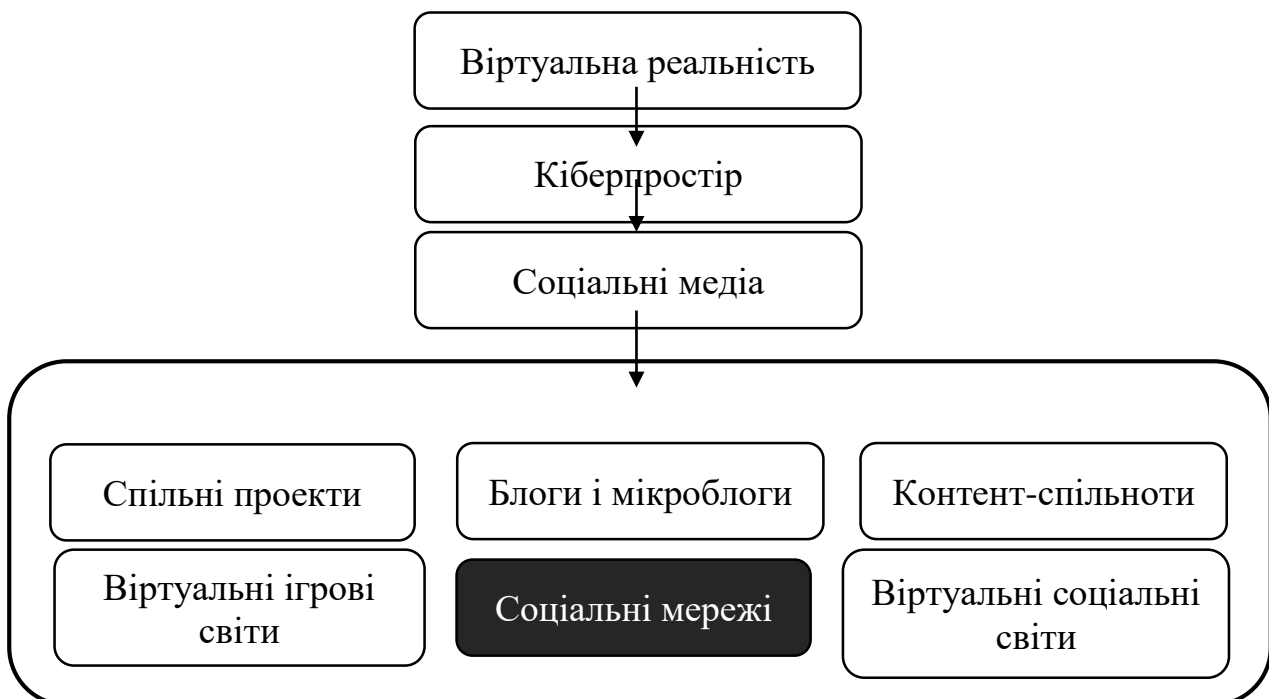 Віртуальна реальність
Кіберпростір
Соціальні медіа
Спільні проекти
Блоги і мікроблоги
Контент-спільноти
Віртуальні ігрові
світи
Соціальні мережі
Віртуальні соціальні
світи